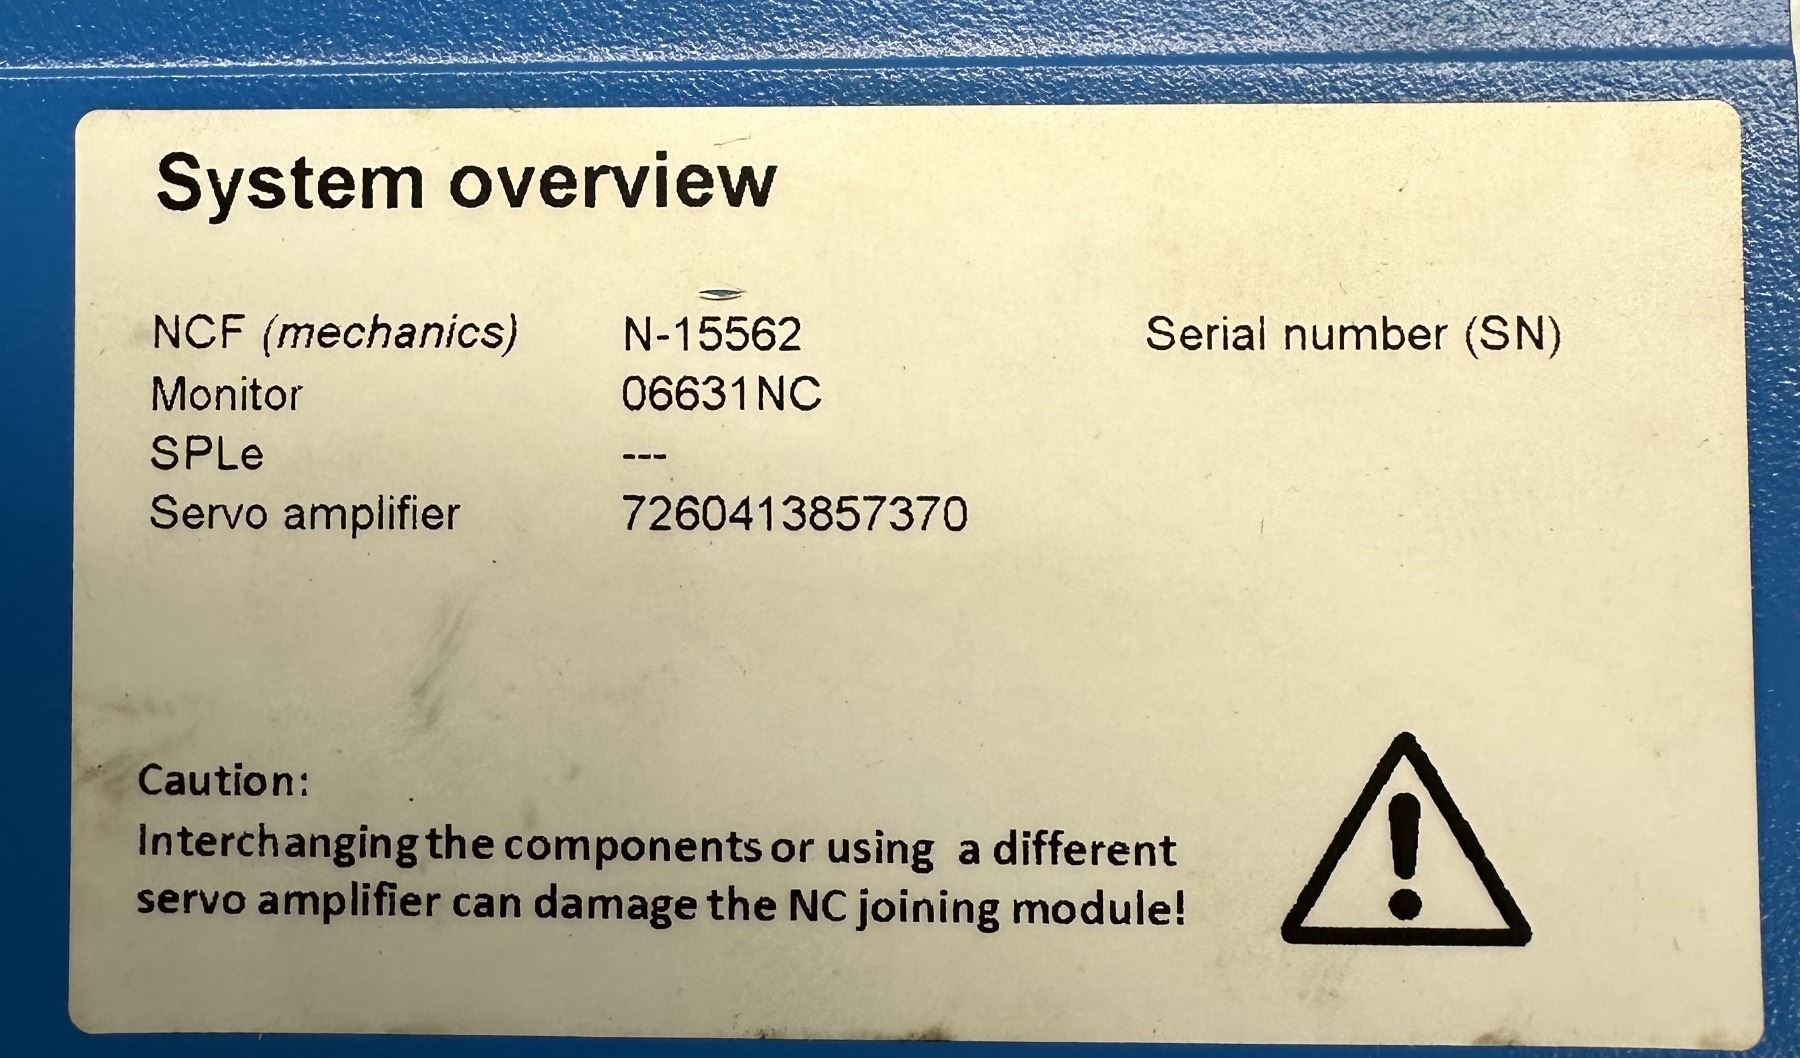 System overview
NCF (mechanics) N-15562 Serial number (SN)
Monitor 06631NC
SPLe ---
Servo amplifier 7260413857370
Caution:
Interchanging the components or using a different
servo amplifier can damage the NC joining module!